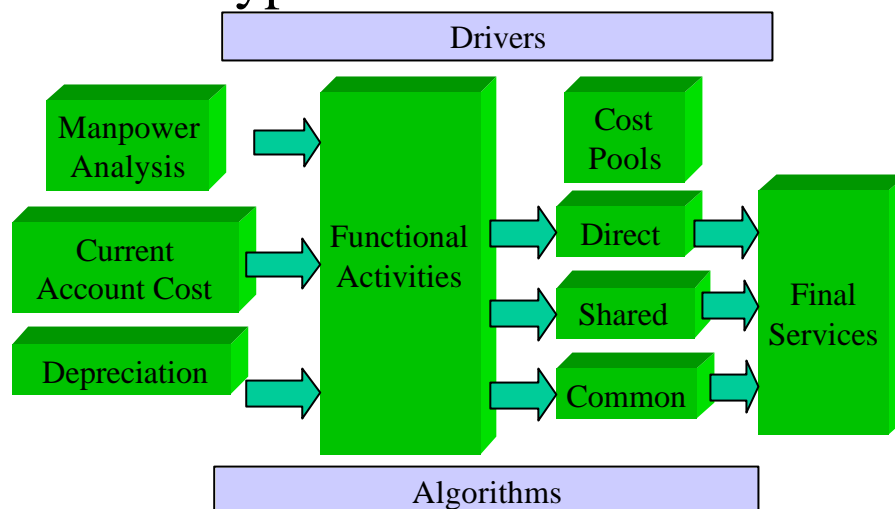 Drivers
Manpower
Analysis
Cost
Pools
Current
Account Cost
Functional
Activities
Direct
Shared
Final
Services
Depreciation
Common
Algorithms